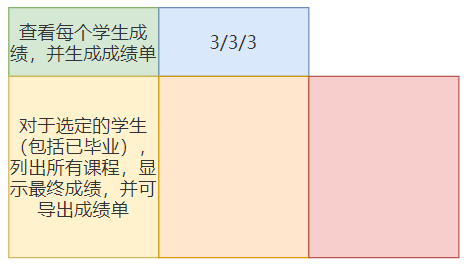 查看每个学生成
绩，并生成成绩单
3/3/3
对于选定的学生
（包括已毕业），
列出所有课程，显
示最终成绩，并可
导出成绩单